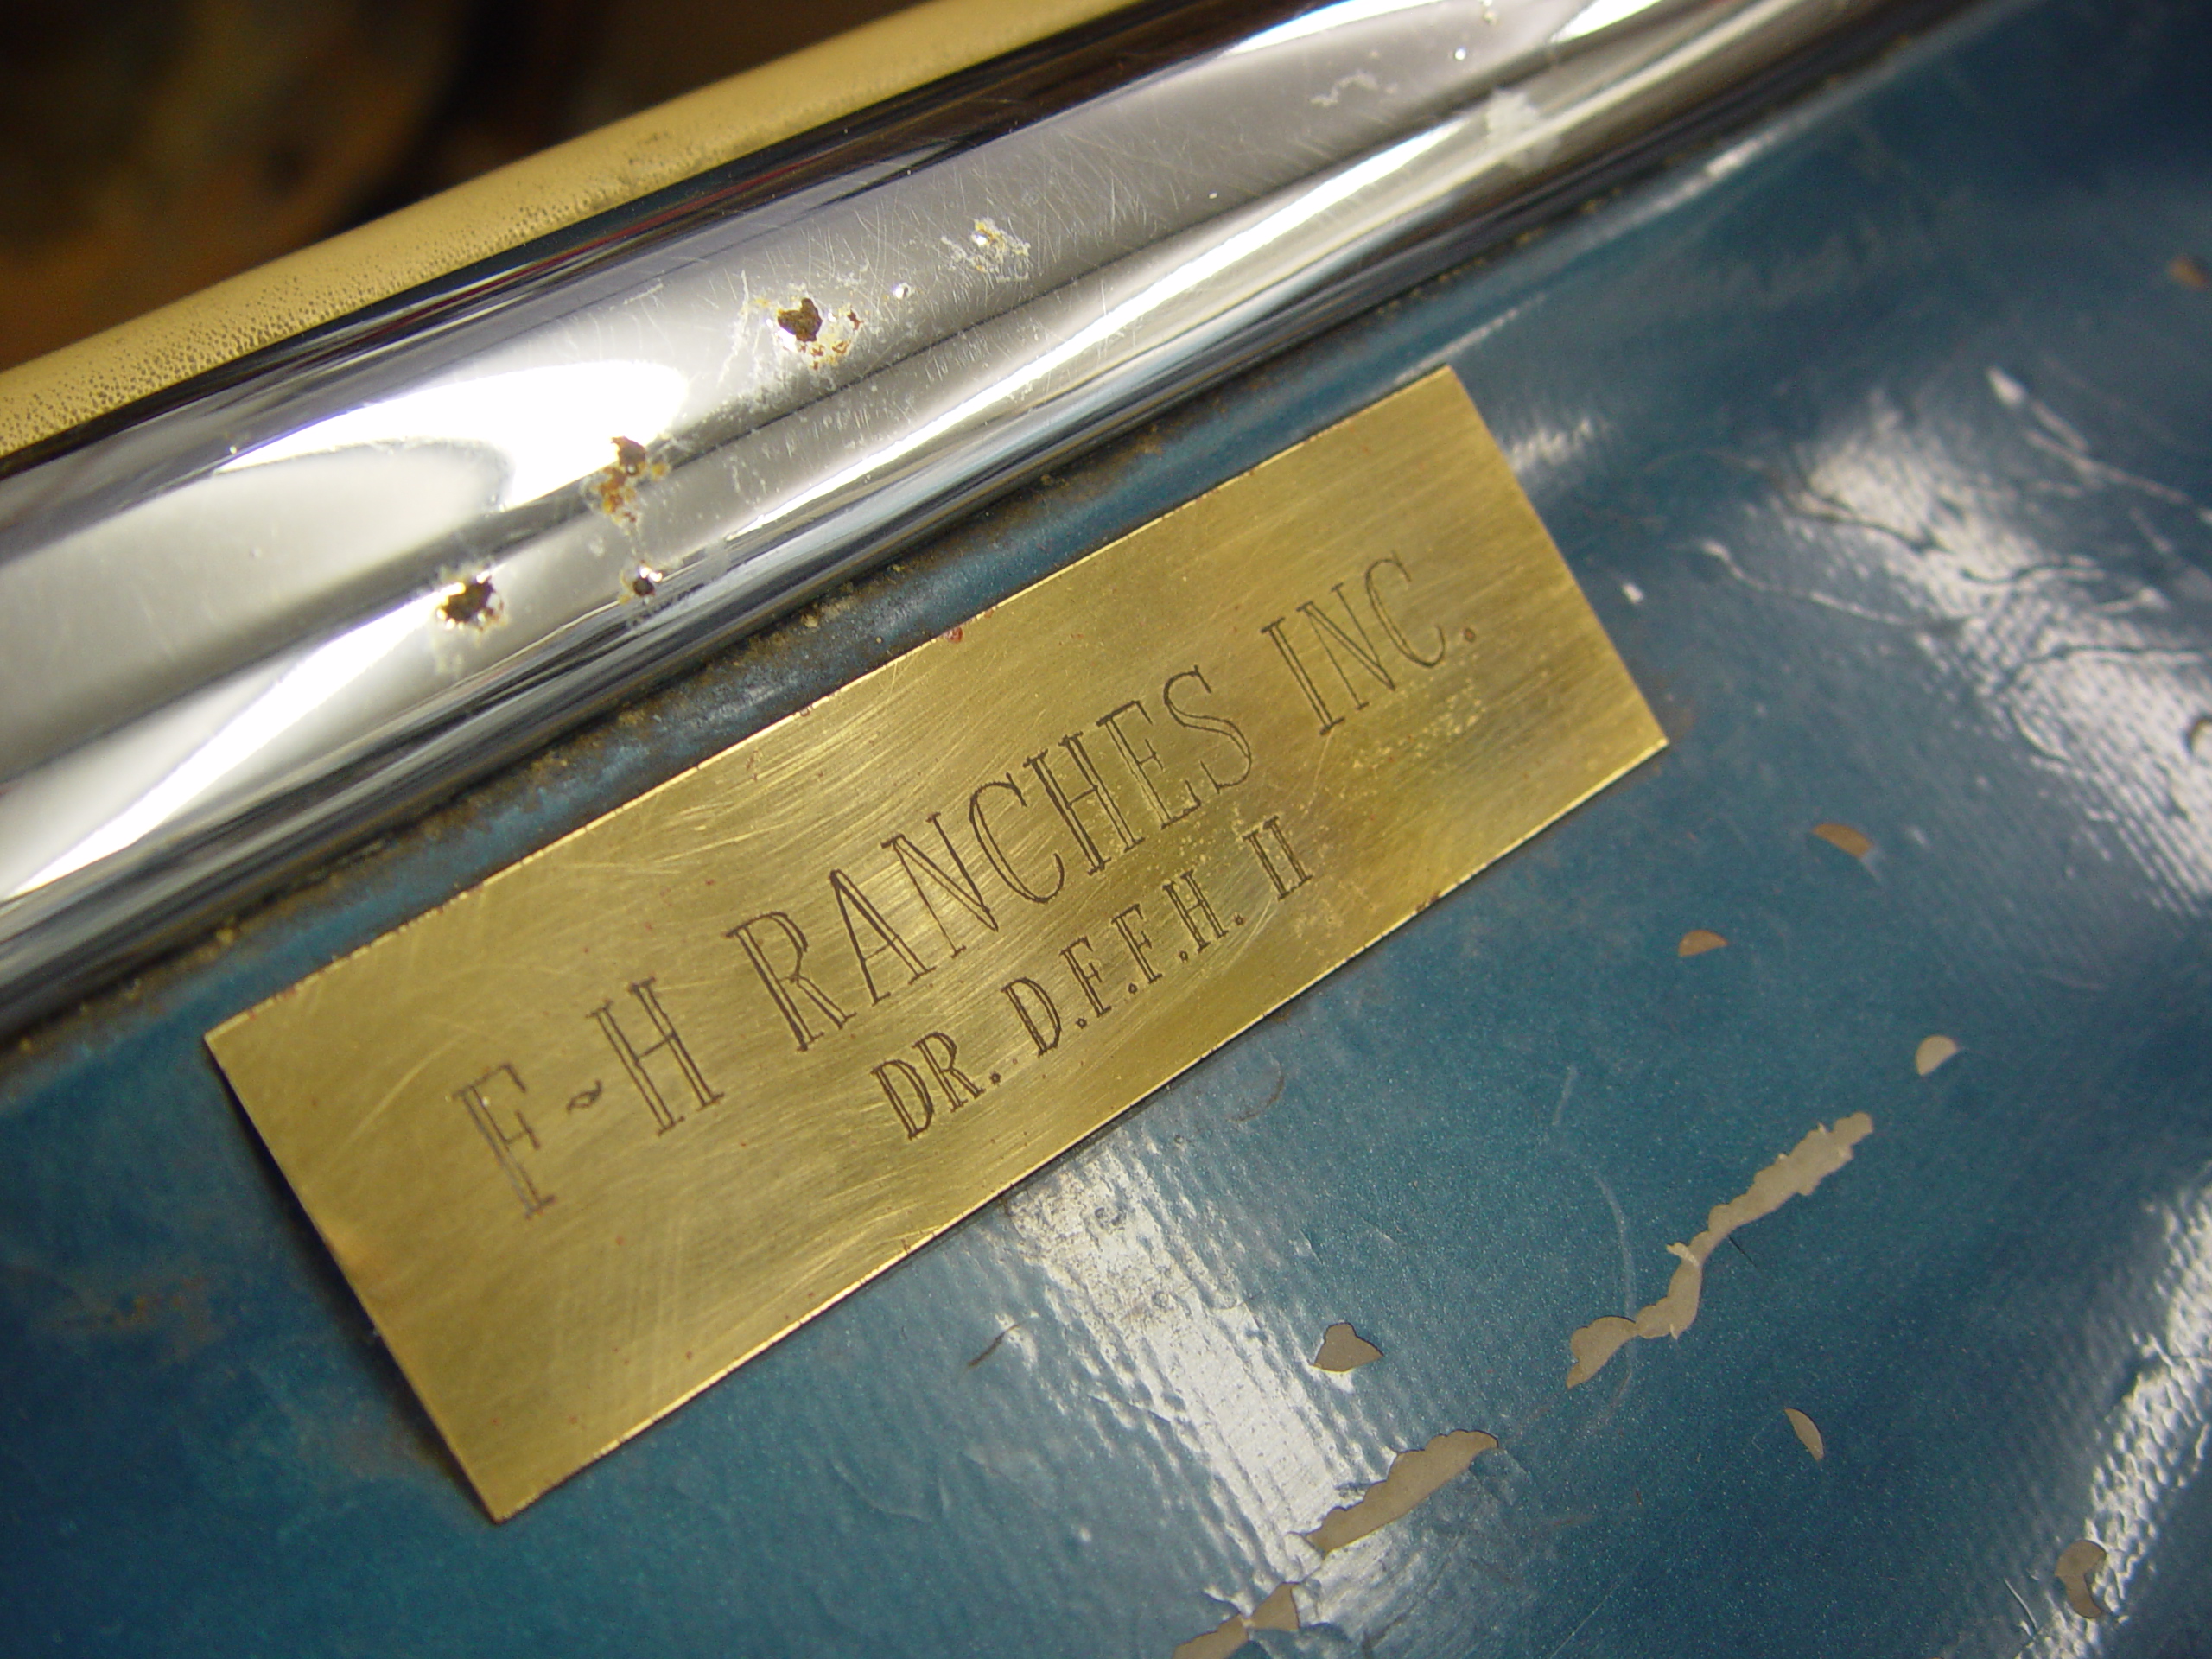 F-H RANCHES INC.
DR. D.F.F.H. II